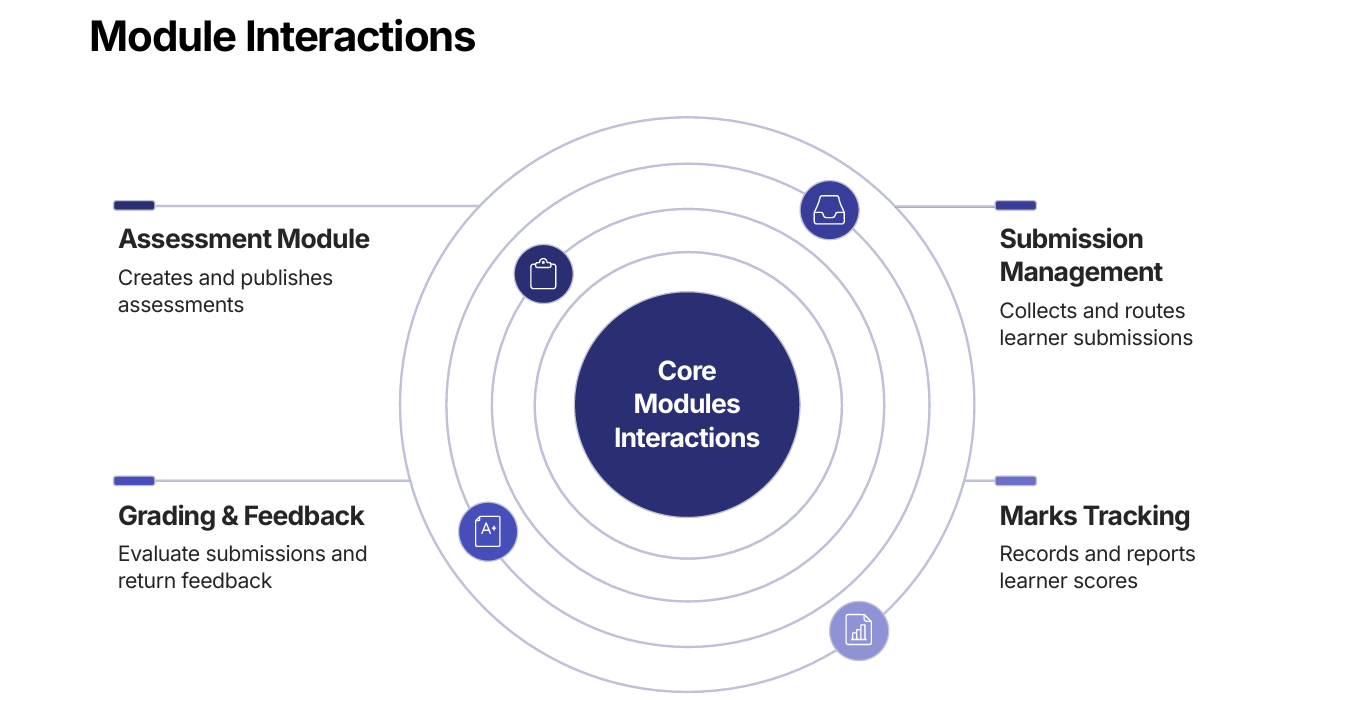 Module Interactions
Assessment Module
Creates and publishes
assessments
Submission
Management
Collects and routes
learner submissions
Core
Modules
Interactions
A+
Grading & Feedback
Evaluate submissions and
return feedback
Marks Tracking
Records and reports
learner scores